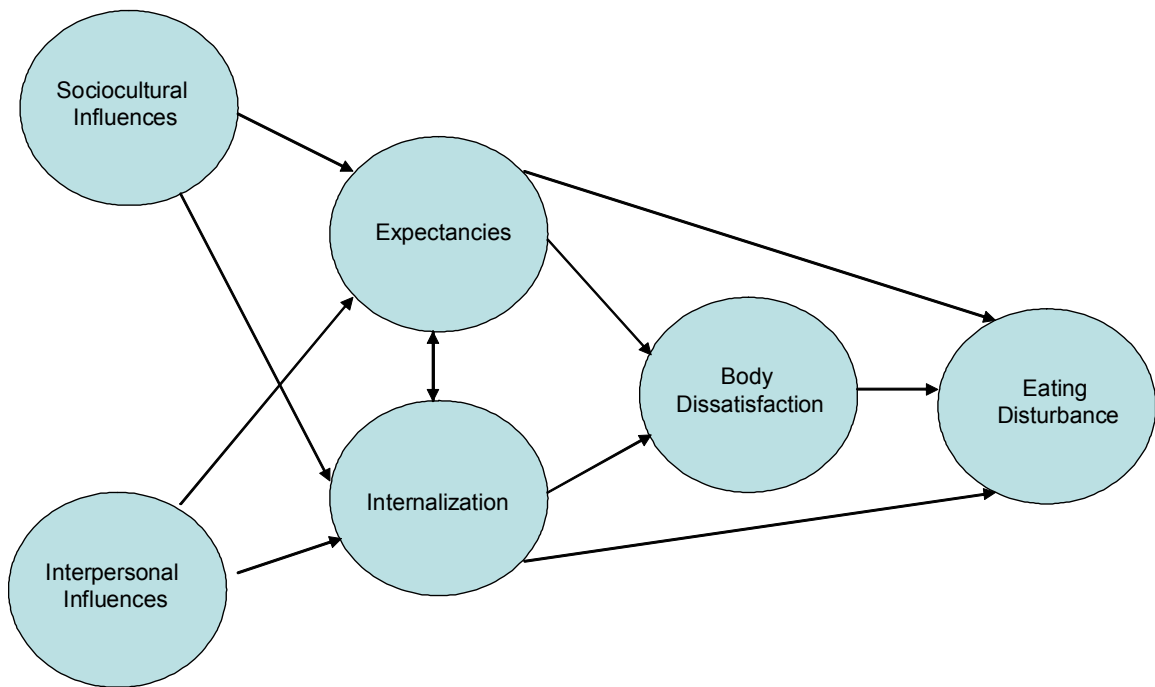 Sociocultural
Influences
Expectancies
Body
Dissatisfaction
Eating
Disturbance
Internalization
Interpersonal
Influences